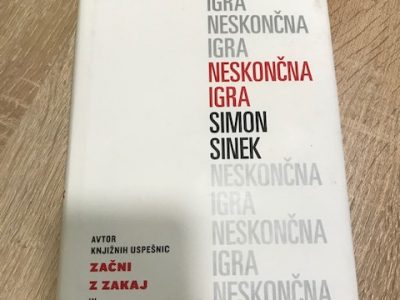 IGRA
NESKONČNA
IGRA
NESKONČNA
IGRA
SIMON
SINEK
NESKONČNA
IGRA
NESKONČNA
IGRA
NESKONČNA
AVTOR
KNJIŽNIH USPEŠNIC
ZAČNI
Z ZAKAJ